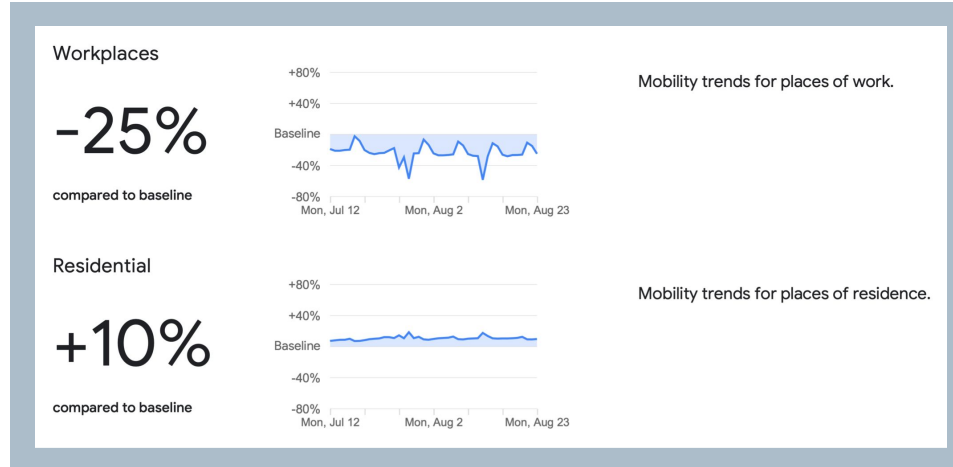 Workplaces
-25%
compared to baseline
+80%
+40%
Baseline
-40%
-80%
Mon, Jul 12 Mon, Aug 2 Mon, Aug 23
Mobility trends for places of work.
Residential
+10%
compared to baseline
+80%
+40%
Baseline
-40%
-80%
Mon, Jul 12 Mon, Aug 2 Mon, Aug 23
Mobility trends for places of residence.